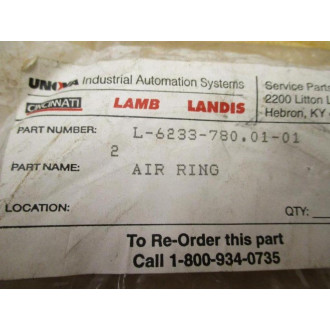 UNOVA Industrial Automation Systems
CINCINNATI LAMB LANDIS
Service Parts
2200 Litton
Hebron, KY
PART NUMBER: L-6233-780.01-01
2
PART NAME: AIR RING
LOCATION:
QTY:
To Re-Order this part
Call 1-800-934-0735